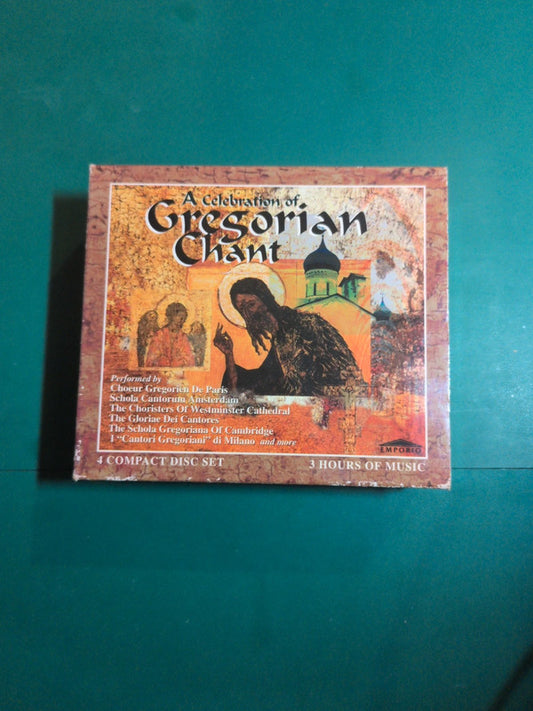 A Celebration of
Gregorian
Chant
Performed by
Choeur Gregorien De Paris
Schola Cantorum Amsterdam
The Choristers Of Westminster Cathedral
The Gloriae Dei Cantores
The Schola Gregoriana Of Cambridge
I "Cantori Gregoriani" di Milano and more
EMPORIO
4 COMPACT DISC SET
3 HOURS OF MUSIC